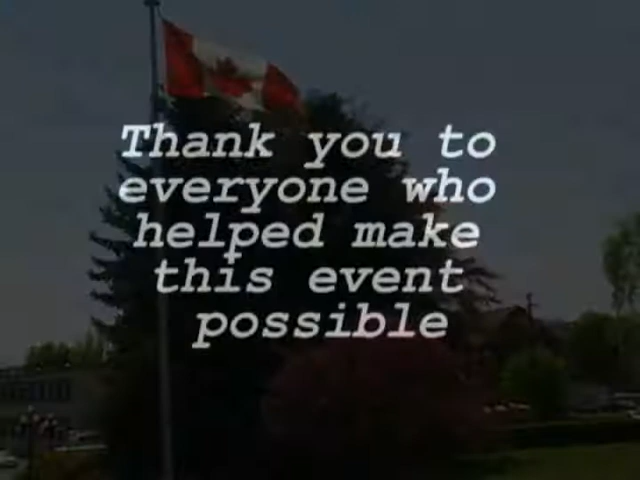 Thank you to
everyone who
helped make
this event
possible